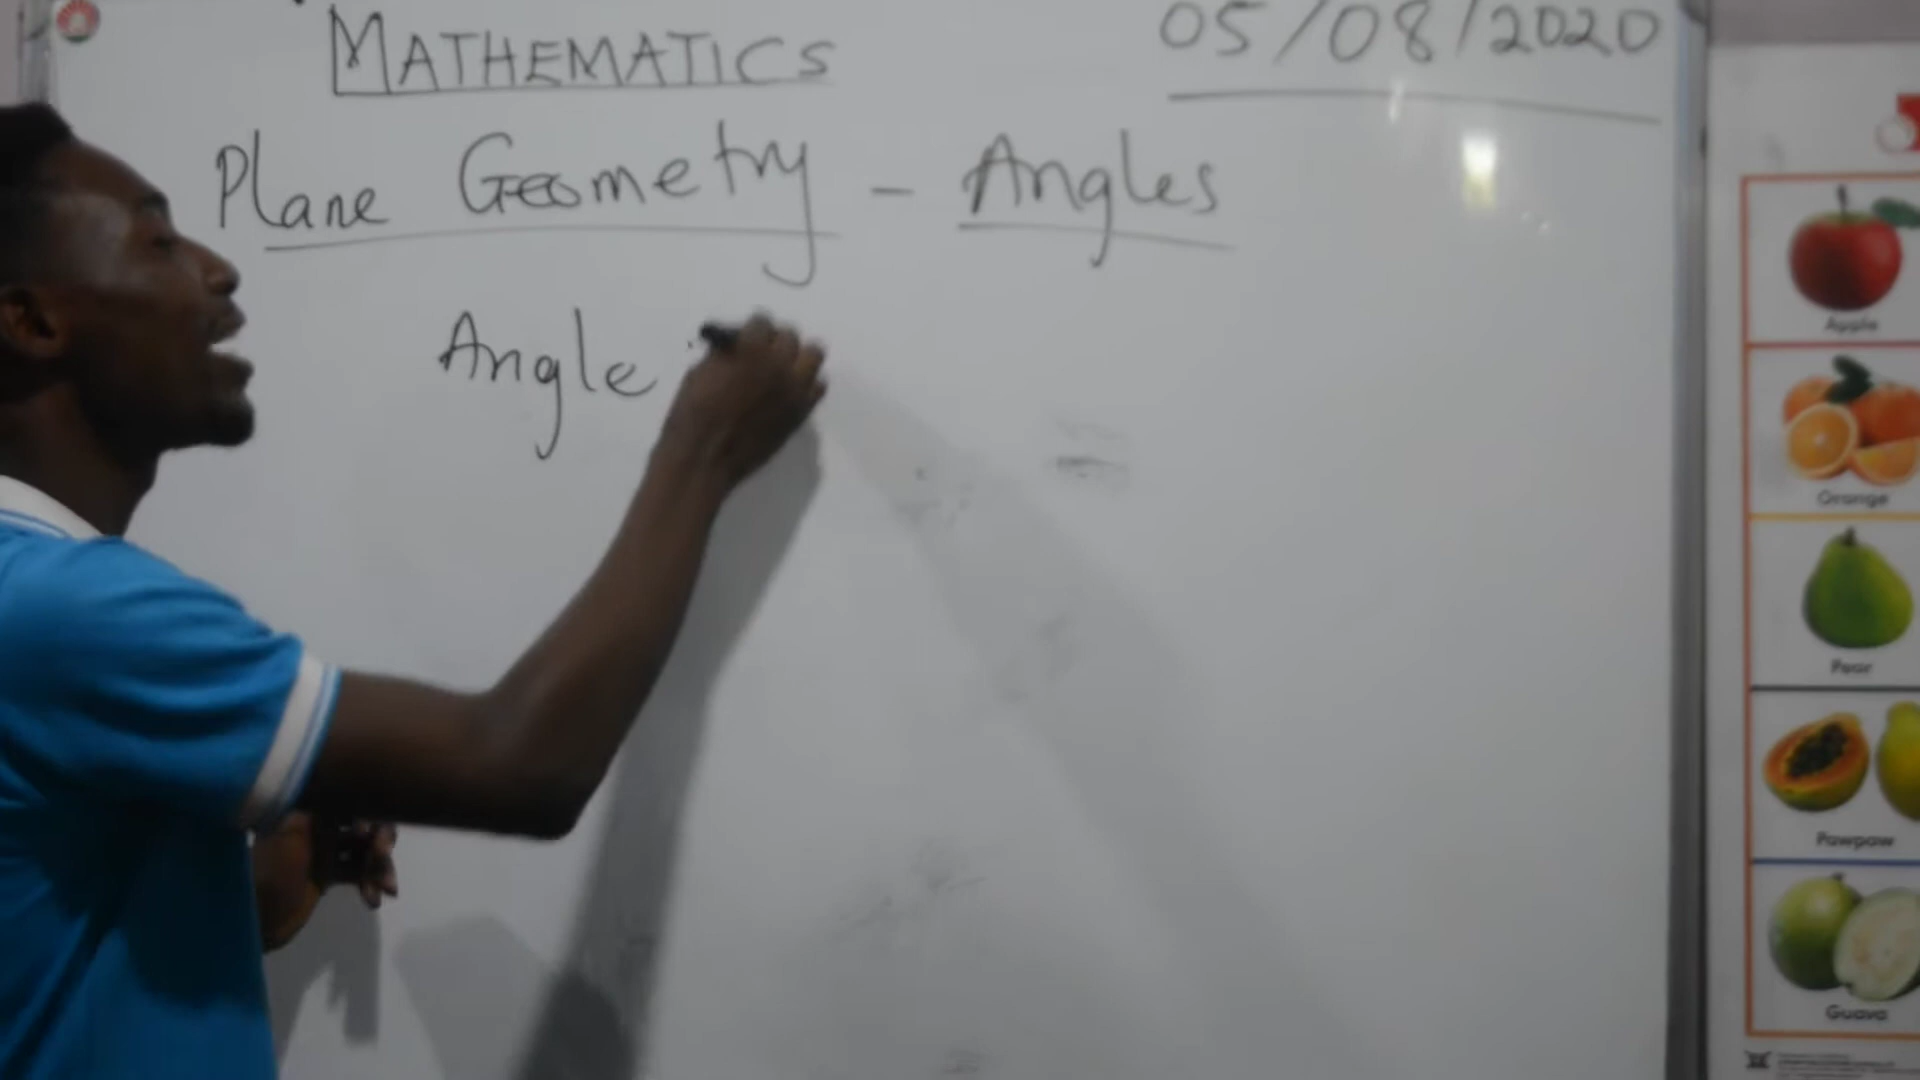 MATHEMATICS
05/08/2020
Plane Geometry - Angles
Angle
Apple
Orange
Pear
Pawpaw
Guava